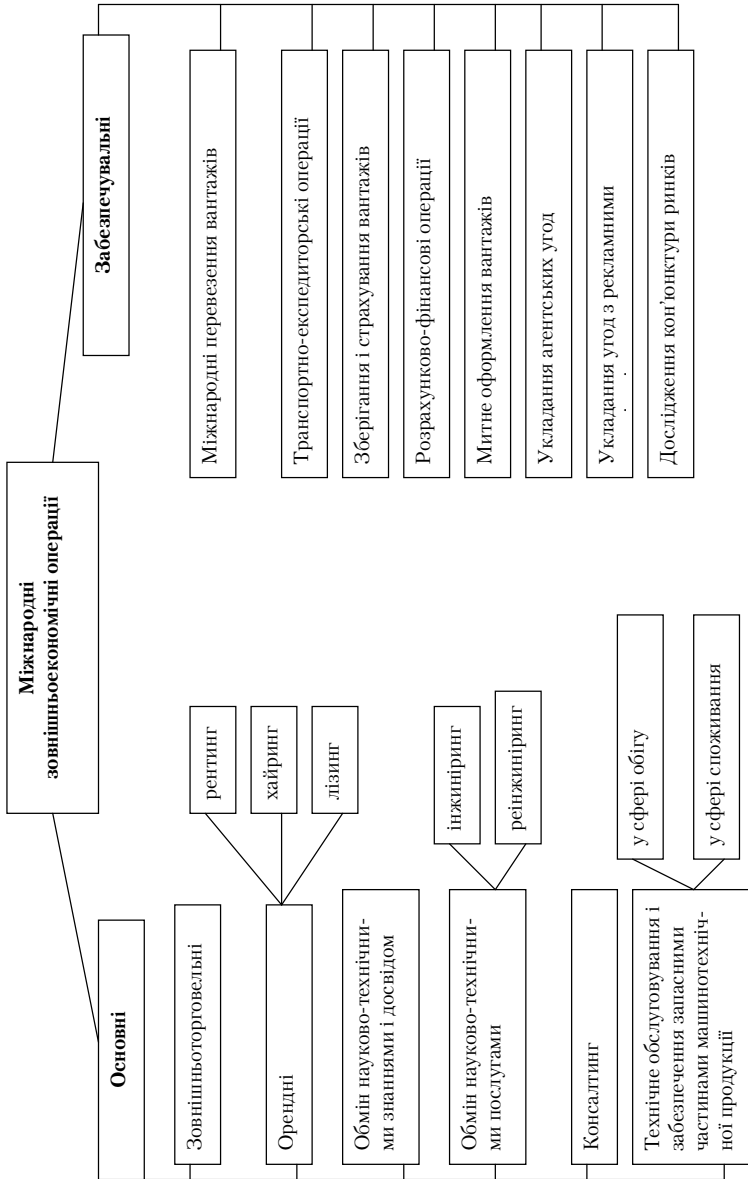 Міжнародні
зовнішньоекономічні операції
Основні
Зовнішньоторговельні
Орендні
рентинг
хайринг
лізинг
Обмін науково-технічни-
ми знаннями і досвідом
Обмін науково-технічни-
ми послугами
інжиніринг
реінжиніринг
Консалтинг
Технічне обслуговування і
забезпечення запасними
частинами машинотехніч-
ної продукції
у сфері обігу
у сфері споживання
Забезпечувальні
Міжнародні перевезення вантажів
Транспортно-експедиторські операції
Зберігання і страхування вантажів
Розрахунково-фінансові операції
Митне оформлення вантажів
Укладання агентських угод
Укладання угод з рекламними
Дослідження кон'юнктури ринків